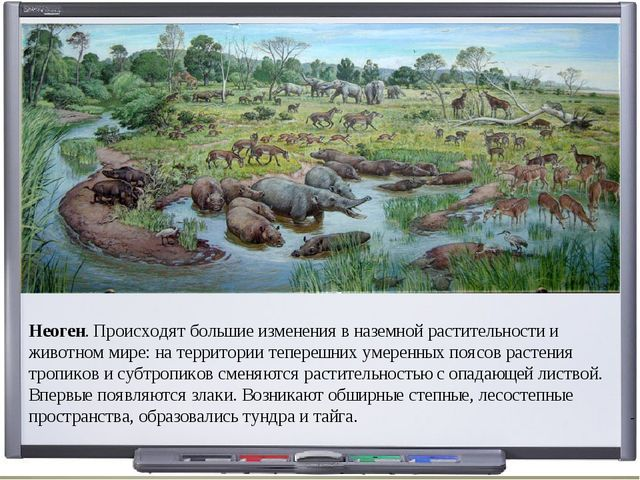 Неоген. Происходят большие изменения в наземной растительности и
животном мире: на территории теперешних умеренных поясов растения
тропиков и субтропиков сменяются растительностью с опадающей листвой.
Впервые появляются злаки. Возникают обширные степные, лесостепные
пространства, образовались тундра и тайга.